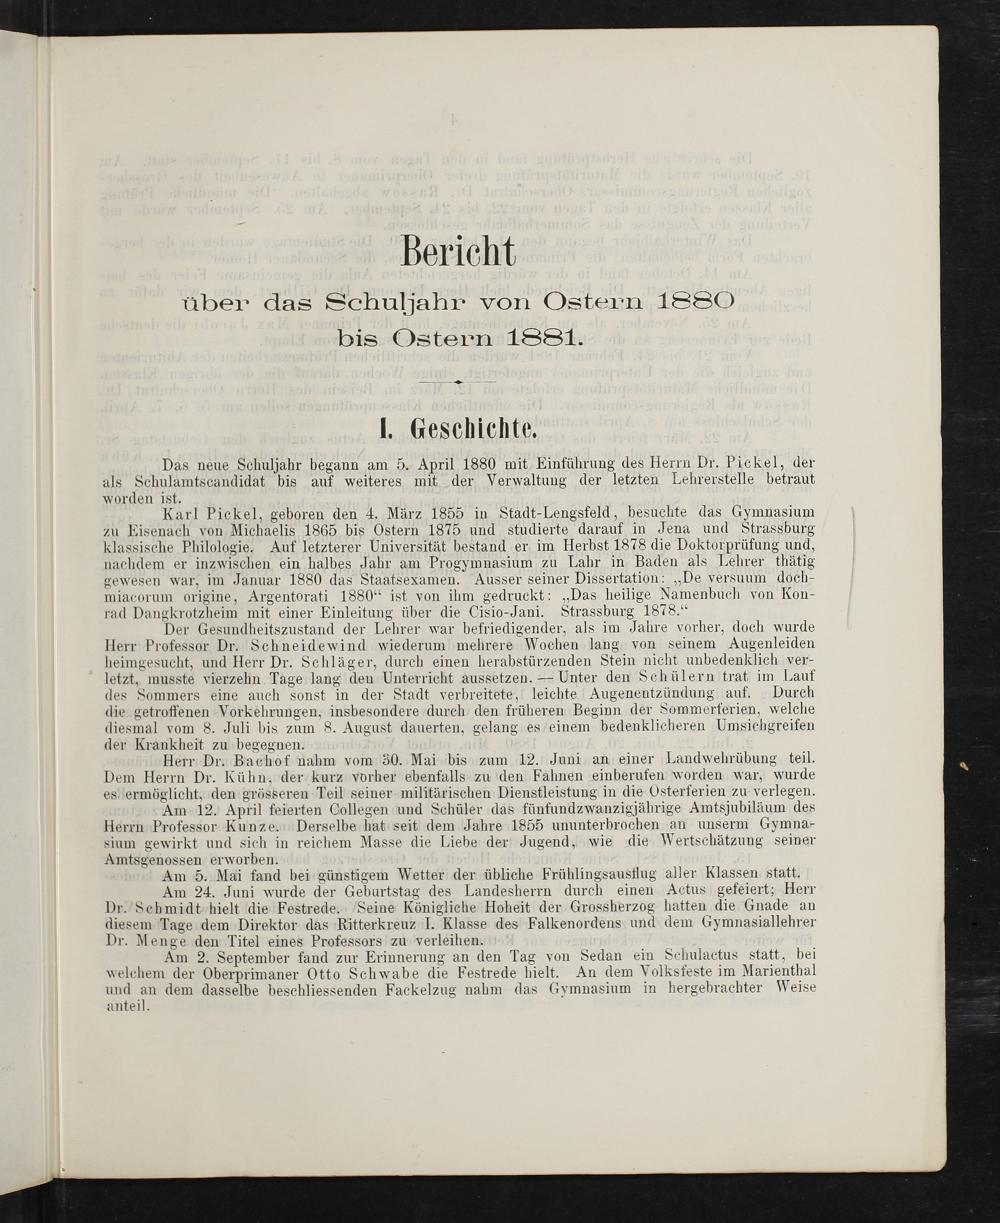 Bericht
über das Schuljahr von Ostern 1880
bis Ostern 1881.
I. Geschichte.
Das neue Schuljahr begann am 5. April 1880 mit Einführung des Herrn Dr. Pickel, der
als Schulamtscandidat bis auf weiteres mit der Verwaltung der letzten Lehrerstelle betraut
worden ist.
Karl Pickel, geboren den 4. März 1855 in Stadt-Lengsfeld, besuchte das Gymnasium
zu Eisenach von Michaelis 1865 bis Ostern 1875 und studierte darauf in Jena und Strassburg
klassische Philologie. Auf letzterer Universität bestand er im Herbst 1878 die Doktorprüfung und,
nachdem er inzwischen ein halbes Jahr am Progymnasium zu Lahr in Baden als Lehrer thätig
gewesen war, im Januar 1880 das Staatsexamen. Ausser seiner Dissertation: „De versuum doch-
miacorum origine, Argentorati 1880“ ist von ihm gedruckt: „Das heilige Namenbuch von Kon-
rad Dangkrotzheim mit einer Einleitung über die Cisio-Jani. Strassburg 1878.“
Der Gesundheitszustand der Lehrer war befriedigender, als im Jahre vorher, doch wurde
Herr Professor Dr. Schneidewind wiederum mehrere Wochen lang von seinem Augenleiden
heimgesucht, und Herr Dr. Schläger, durch einen herabstürzenden Stein nicht unbedenklich ver-
letzt, musste vierzehn Tage lang den Unterricht aussetzen. — Unter den Schülern trat im Lauf
des Sommers eine auch sonst in der Stadt verbreitete, leichte Augenentzündung auf. Durch
die getroffenen Vorkehrungen, insbesondere durch den früheren Beginn der Sommerferien, welche
diesmal vom 8. Juli bis zum 8. August dauerten, gelang es einem bedenklicheren Umsichgreifen
der Krankheit zu begegnen.
Herr Dr. Bachof nahm vom 30. Mai bis zum 12. Juni an einer Landwehrübung teil.
Dem Herrn Dr. Kühn, der kurz vorher ebenfalls zu den Fahnen einberufen worden war, wurde
es ermöglicht, den grösseren Teil seiner militärischen Dienstleistung in die Osterferien zu verlegen.
Am 12. April feierten Collegen und Schüler das fünfundzwanzigjährige Amtsjubiläum des
Herrn Professor Kunze. Derselbe hat seit dem Jahre 1855 ununterbrochen an unserm Gymna-
sium gewirkt und sich in reichem Masse die Liebe der Jugend, wie die Wertschätzung seiner
Amtsgenossen erworben.
Am 5. Mai fand bei günstigem Wetter der übliche Frühlingsausflug aller Klassen statt.
Am 24. Juni wurde der Geburtstag des Landesherrn durch einen Actus gefeiert; Herr
Dr. Schmidt hielt die Festrede. Seine Königliche Hoheit der Grossherzog hatten die Gnade an
diesem Tage dem Direktor das Ritterkreuz I. Klasse des Falkenordens und dem Gymnasiallehrer
Dr. Menge den Titel eines Professors zu verleihen.
Am 2. September fand zur Erinnerung an den Tag von Sedan ein Schulactus statt, bei
welchem der Oberprimaner Otto Schwabe die Festrede hielt. An dem Volksfeste im Marienthal
und an dem dasselbe beschliessenden Fackelzug nahm das Gymnasium in hergebrachter Weise
anteil.